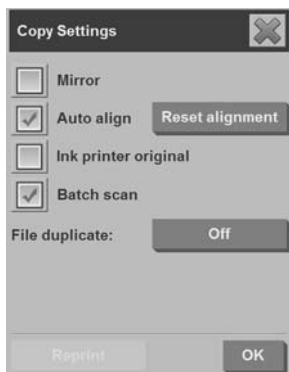 Copy Settings
Mirror
Auto align Reset alignment
Ink printer original
Batch scan
File duplicate: Off
Reprint OK